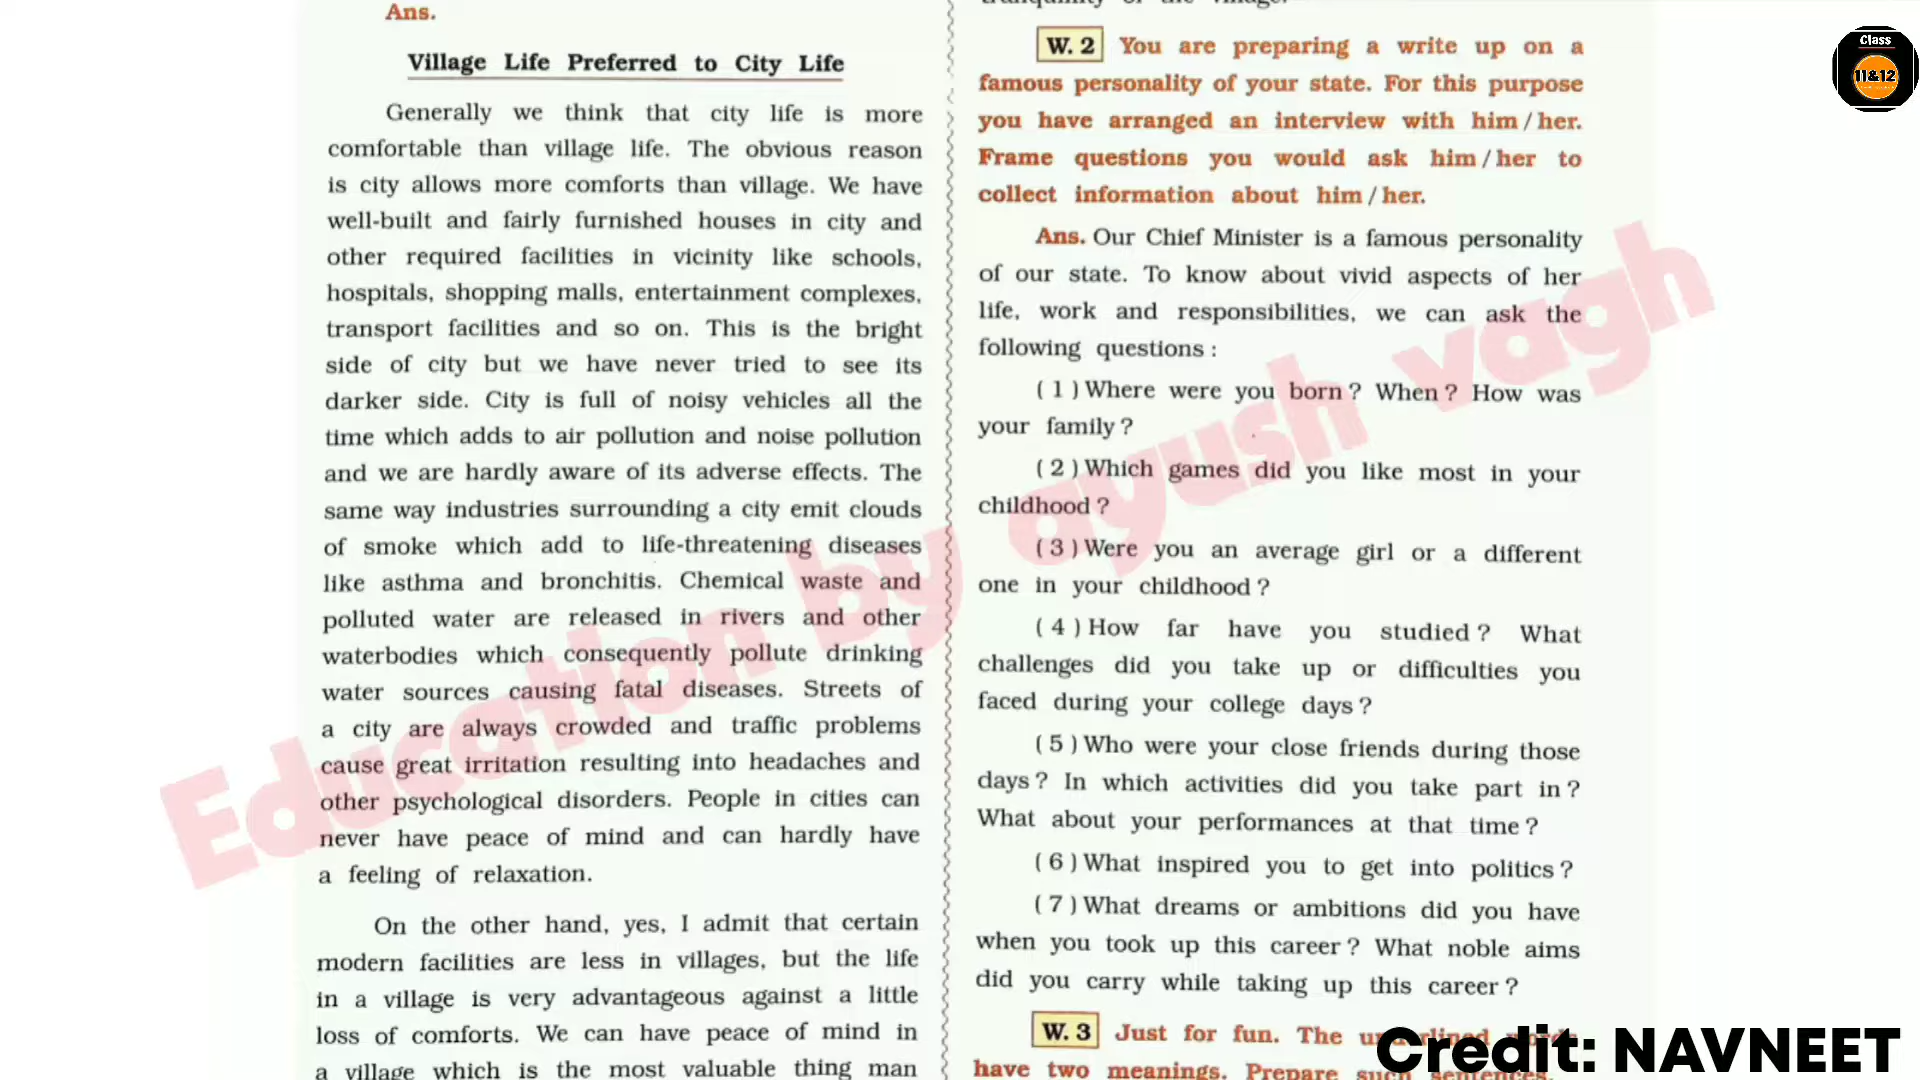 Ans.
Village Life Preferred to City Life
Generally we think that city life is more
comfortable than village life. The obvious reason
is city allows more comforts than village. We have
well-built and fairly furnished houses in city and
other required facilities in vicinity like schools,
hospitals, shopping malls, entertainment complexes,
transport facilities and so on. This is the bright
side of city but we have never tried to see its
darker side. City is full of noisy vehicles all the
time which adds to air pollution and noise pollution
and we are hardly aware of its adverse effects. The
same way industries surrounding a city emit clouds
of smoke which add to life-threatening diseases
like asthma and bronchitis. Chemical waste and
polluted water are released in rivers and other
waterbodies which consequently pollute drinking
water sources causing fatal diseases. Streets of
a city are always crowded and traffic problems
cause great irritation resulting into headaches and
other psychological disorders. People in cities can
never have peace of mind and can hardly have
a feeling of relaxation.
On the other hand, yes, I admit that certain
modern facilities are less in villages, but the life
in a village is very advantageous against a little
loss of comforts. We can have peace of mind in
a village which is the most valuable thing man
of the village.
W. 2 You are preparing a write up on a
famous personality of your state. For this purpose
you have arranged an interview with him / her.
Frame questions you would ask him / her to
collect information about him / her.
Ans. Our Chief Minister is a famous personality
of our state. To know about vivid aspects of her
life, work and responsibilities, we can ask the
following questions :
( 1 ) Where were you born ? When ? How was
your family ?
( 2 ) Which games did you like most in your
childhood ?
( 3 ) Were you an average girl or a different
one in your childhood ?
( 4 ) How far have you studied ? What
challenges did you take up or difficulties you
faced during your college days ?
( 5 ) Who were your close friends during those
days ? In which activities did you take part in ?
What about your performances at that time ?
( 6 ) What inspired you to get into politics ?
( 7 ) What dreams or ambitions did you have
when you took up this career ? What noble aims
did you carry while taking up this career ?
W. 3 Just for fun. The
have two meanings. Prepare such sentences.
Education by ayush vagh
Class
11&12
Credit: NAVNEET